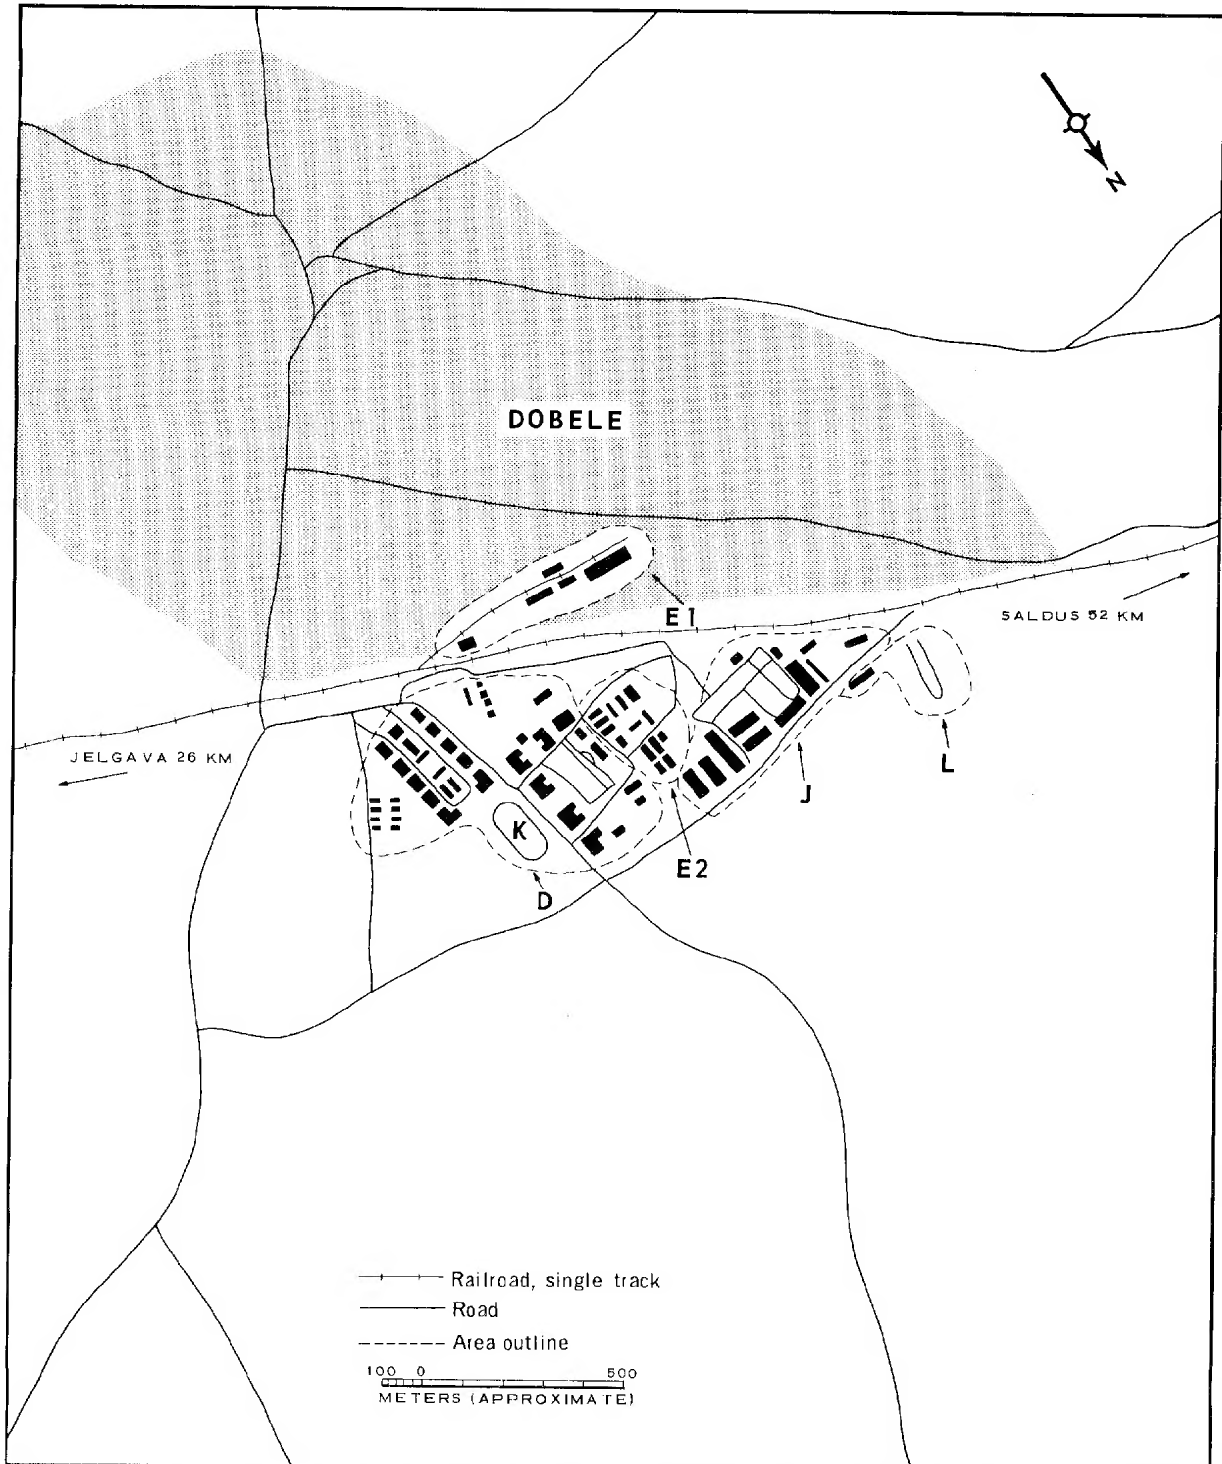 N
DOBELE
E1
SALDUS 52 KM
JELGAVA 26 KM
L
J
K
E2
D
Railroad, single track
Road
Area outline
100 0 500
METERS (APPROXIMATE)